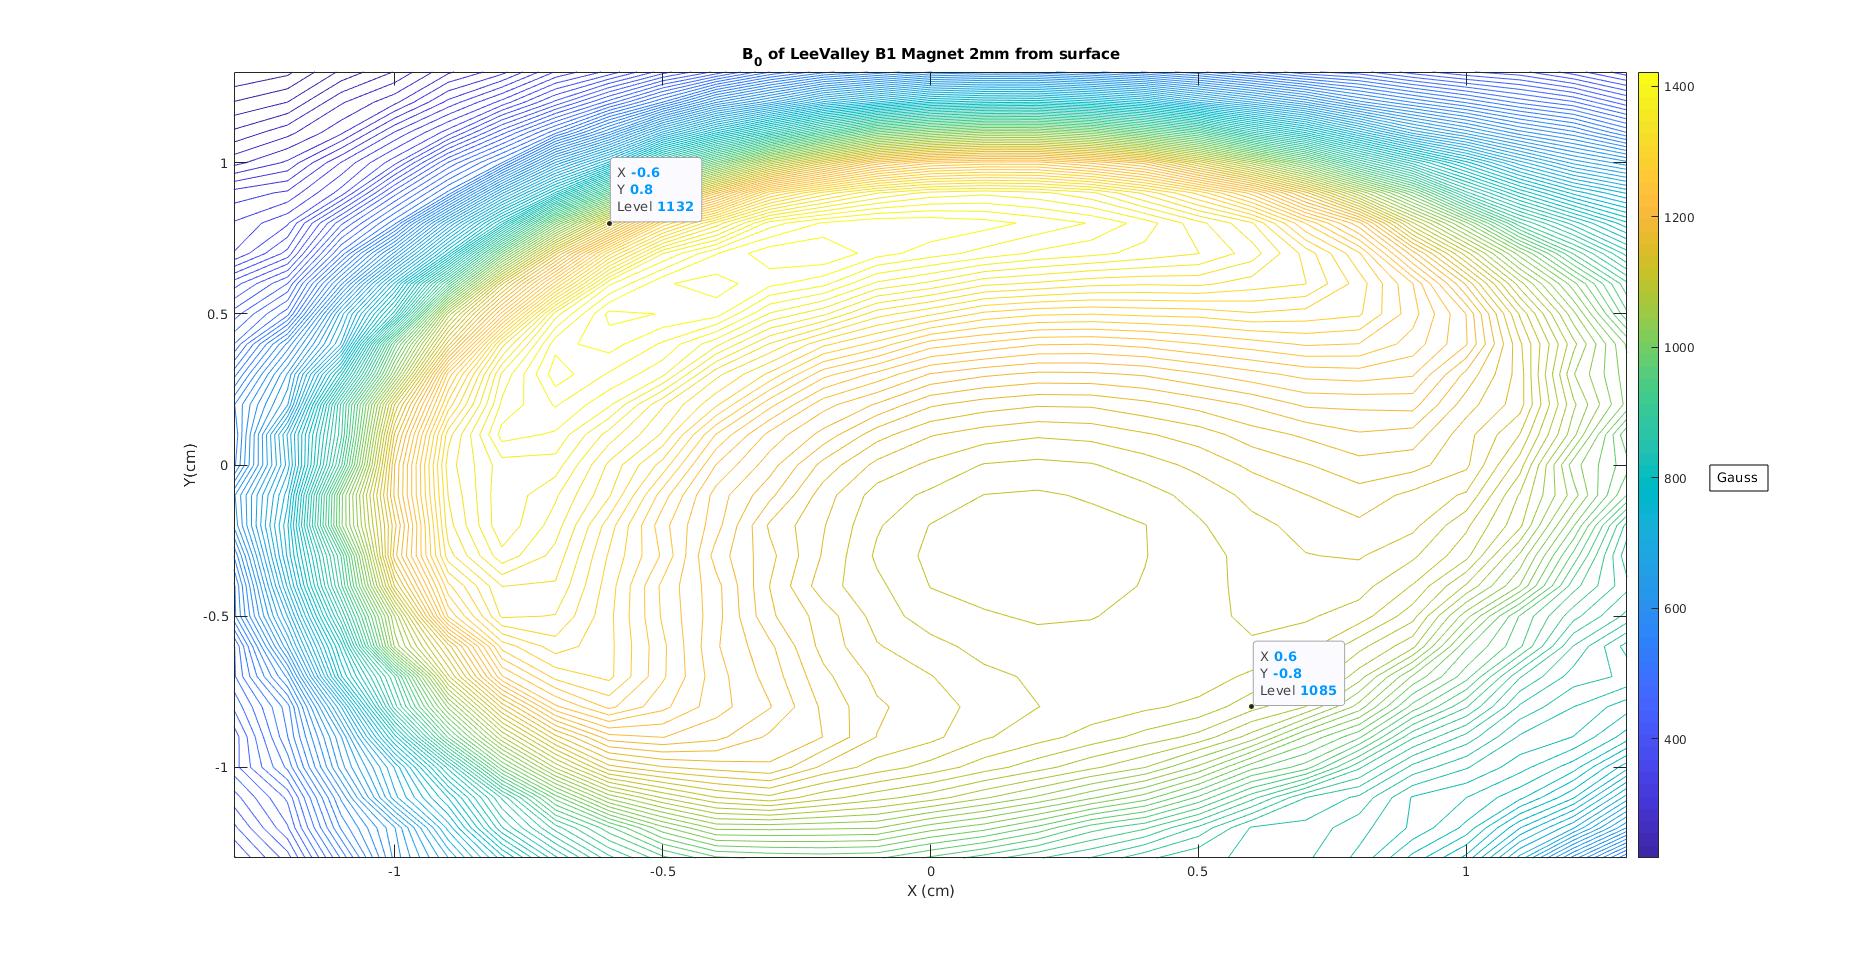 B0 of LeeValley B1 Magnet 2mm from surface
1400
1200
1000
800
600
400
Gauss
Y(cm)
1
0.5
0
-0.5
-1
X -0.6
Y 0.8
Level 1132
X 0.6
Y -0.8
Level 1085
-1
-0.5
0
0.5
1
X (cm)